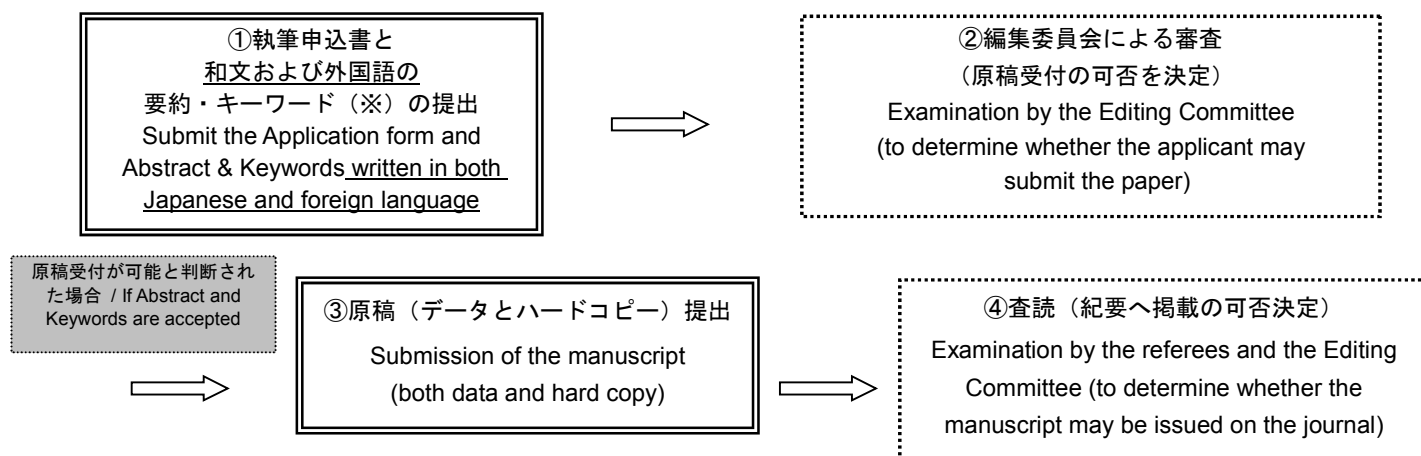 ①執筆申込書と
和文および外国語の
要約・キーワード（※）の提出
Submit the Application form and
Abstract & Keywords written in both
Japanese and foreign language
②編集委員会による審査
（原稿受付の可否を決定）
Examination by the Editing Committee
(to determine whether the applicant may
submit the paper)
原稿受付が可能と判断され
た場合 / If Abstract and
Keywords are accepted
③原稿（データとハードコピー）提出
Submission of the manuscript
(both data and hard copy)
④査読（紀要へ掲載の可否決定）
Examination by the referees and the Editing
Committee (to determine whether the
manuscript may be issued on the journal)